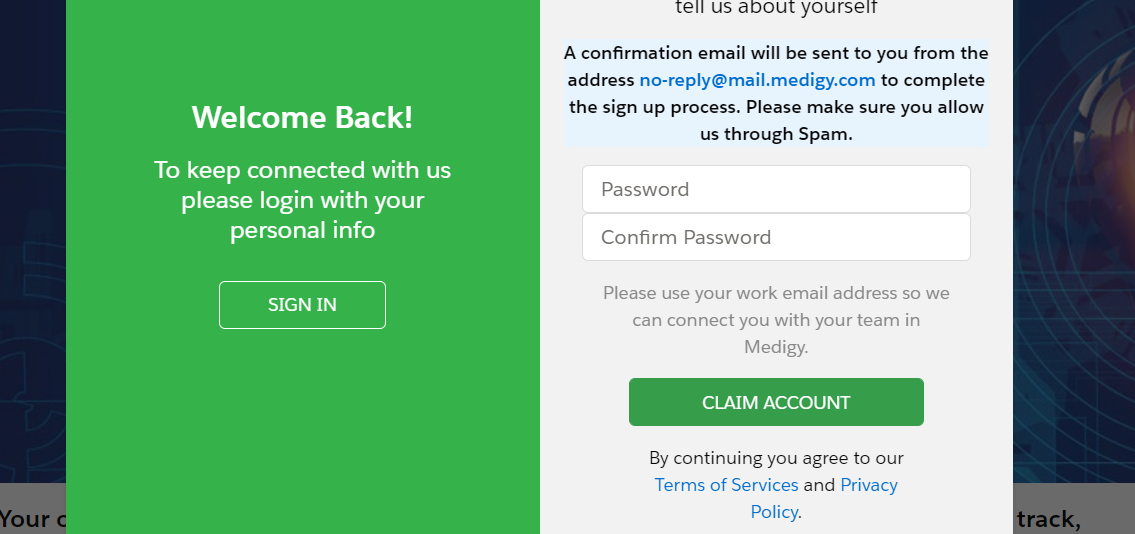 Welcome Back!
To keep connected with us
please login with your
personal info
SIGN IN
tell us about yourself
A confirmation email will be sent to you from the
address no-reply@mail.medigy.com to complete
the sign up process. Please make sure you allow
us through Spam.
Password
Confirm Password
Please use your work email address so we
can connect you with your team in
Medigy.
CLAIM ACCOUNT
By continuing you agree to our
Terms of Services and Privacy
Policy.
Your
track,